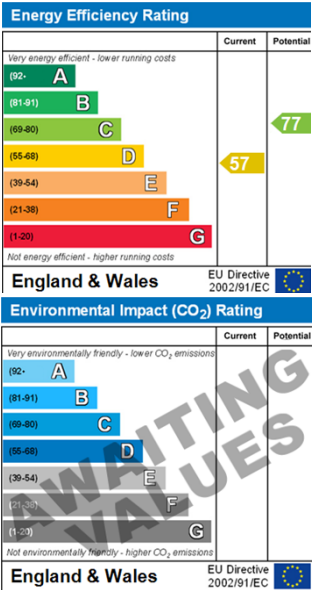 Energy Efficiency Rating
Current Potential
Very energy efficient - lower running costs
(92- A
(81-91) B
(69-80) C
77
(55-68) D
57
(39-54) E
(21-38) F
(1-20) G
Not energy efficient - higher running costs
England & Wales
EU Directive
2002/91/EC
Environmental Impact (CO2) Rating
Current Potential
Very environmentally friendly - lower CO2 emissions
(92- A
(81-91) B
(69-80) C
(55-68) D
(39-54) E
(21-38) F
(1-20) G
AWAITING
VALUES
Not environmentally friendly - higher CO2 emissions
England & Wales
EU Directive
2002/91/EC